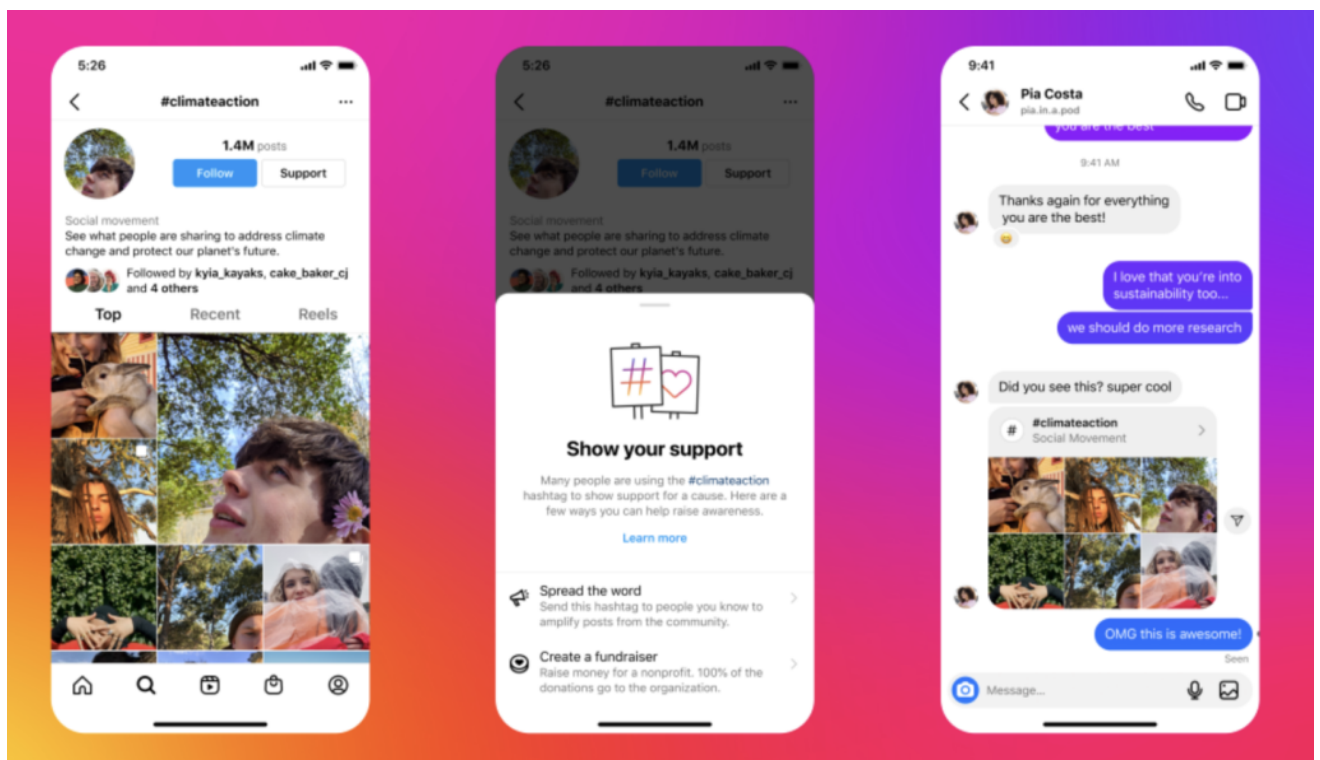 5:26
#climateaction
1.4M posts
Follow
Support
Social movement
See what people are sharing to address climate
change and protect our planet's future.
Followed by kyia_kayaks, cake_baker_cj
and 4 others
Top
Recent
Reels
5:26
#climateaction
1.4M posts
Follow
Support
Social movement
See what people are sharing to address climate
change and protect our planet's future.
Followed by kyia_kayaks, cake_baker_cj
and 4 others
#
Show your support
Many people are using the #climateaction
hashtag to show support for a cause. Here are a
few ways you can help raise awareness.
Learn more
Spread the word
Send this hashtag to people you know to
amplify posts from the community.
Create a fundraiser
Raise money for a nonprofit. 100% of the
donations go to the organization.
9:41
Pia Costa
pia.in.a.pod
you are the best
9:41 AM
Thanks again for everything
you are the best!
I love that you're into
sustainability too...
we should do more research
Did you see this? super cool
#
#climateaction
Social Movement
OMG this is awesome!
Seen
Message...